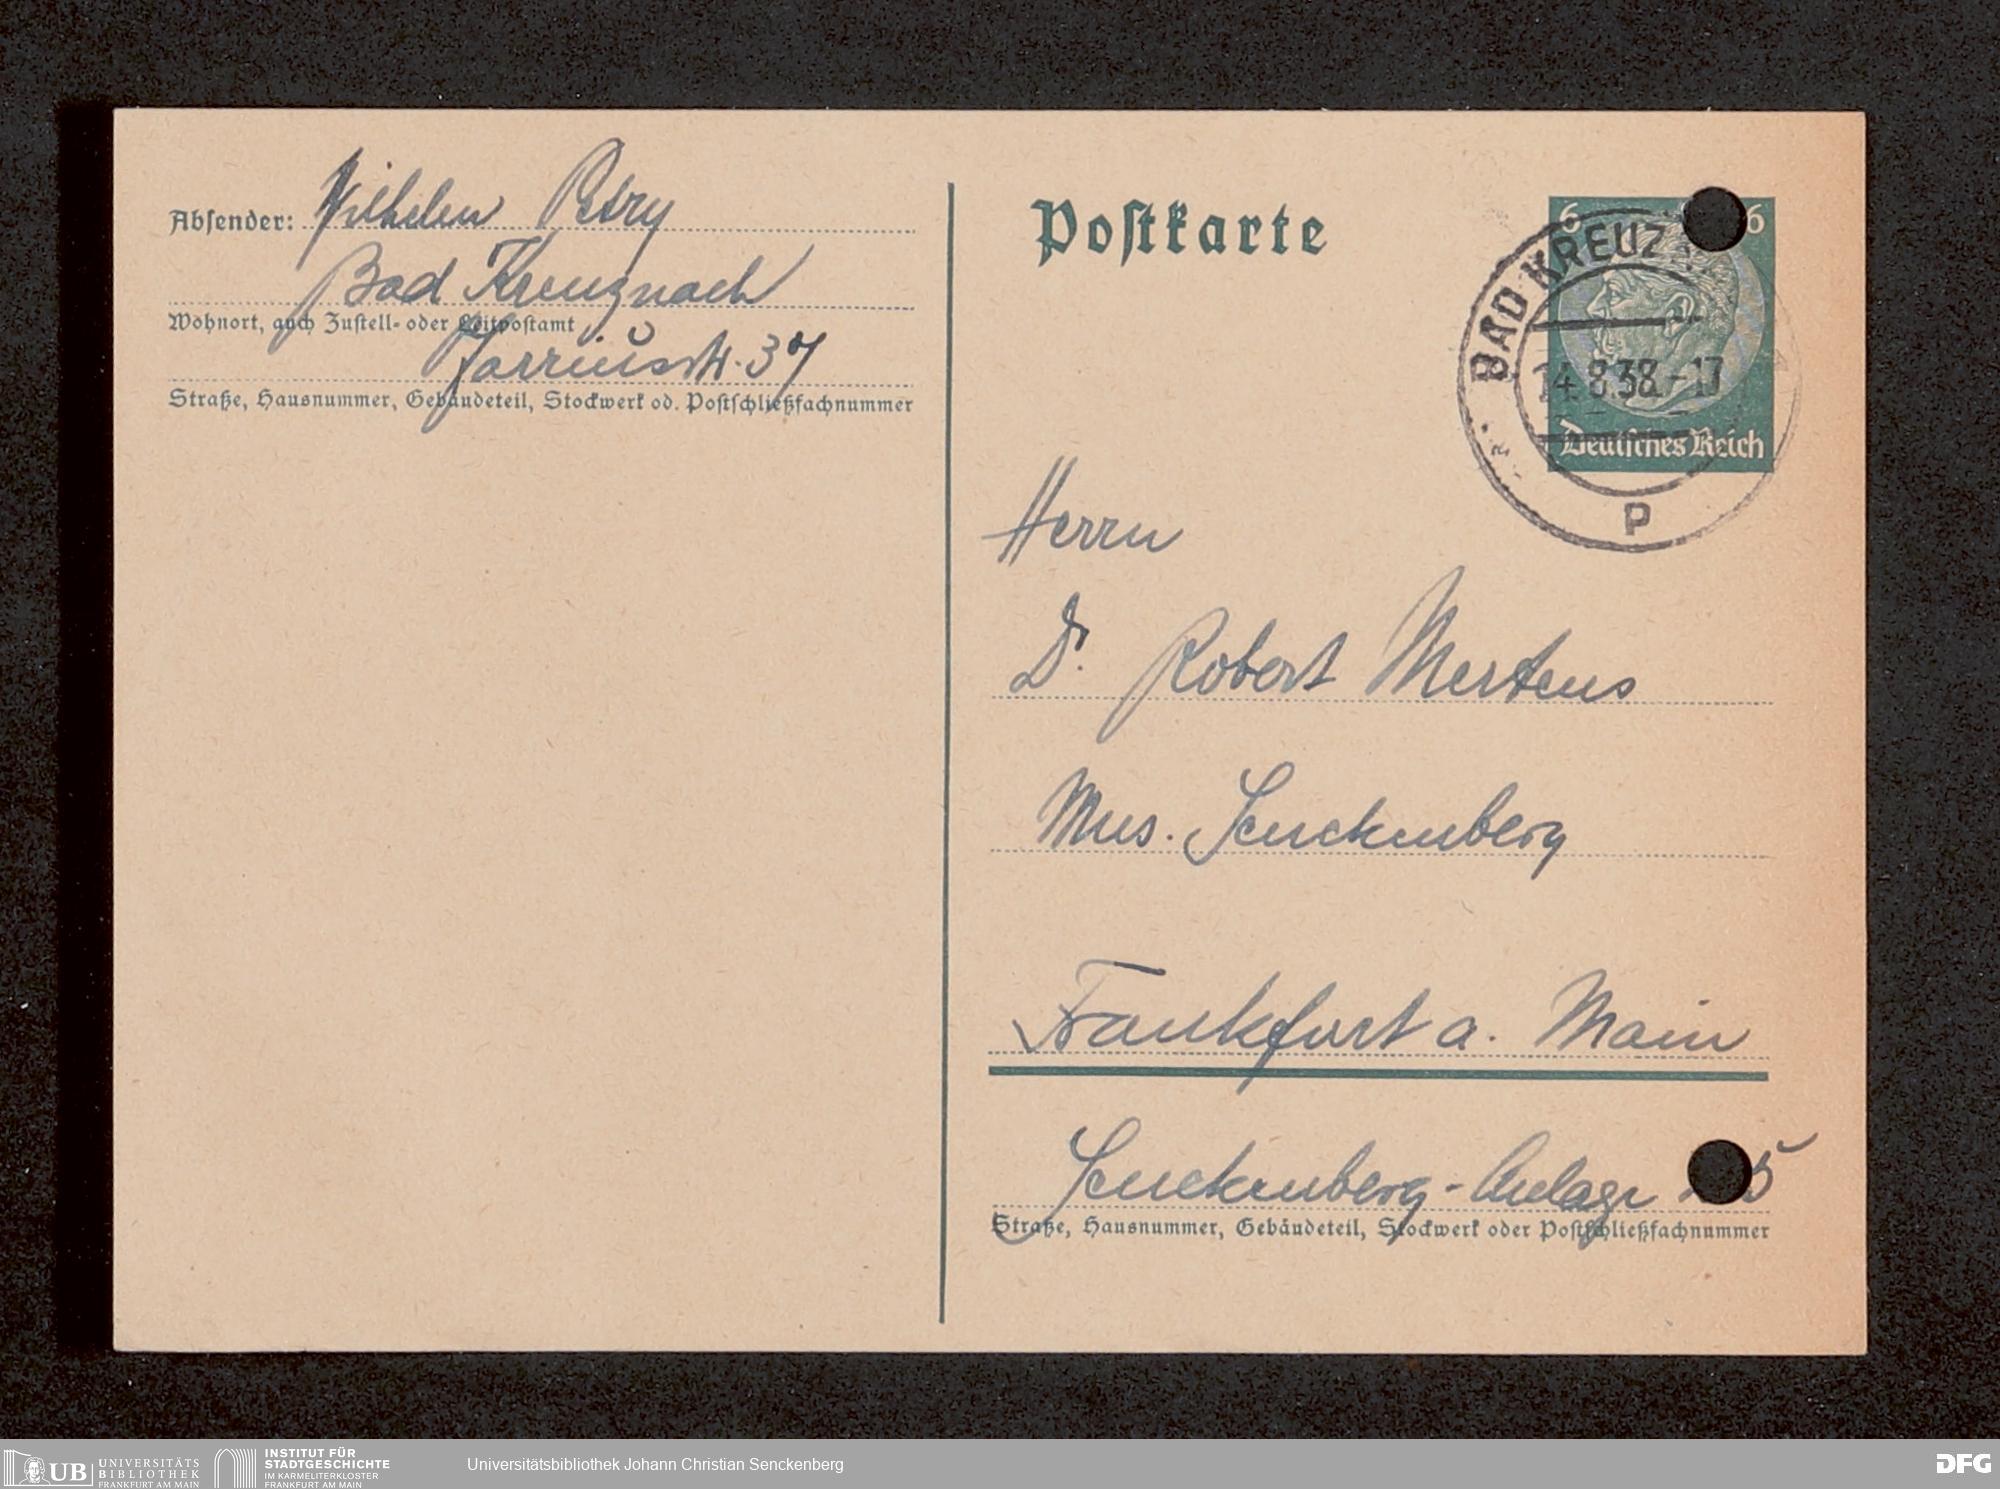 Absender: Wilhelm Petry
Bad Kreuznach
Wohnort, auch Zustell- oder Leitpostamt
37
Straße, Hausnummer, Gebäudeteil, Stockwerk od. Postschließfachnummer
Postkarte
6 6
BAD KREUZ
14.8.38.-17
Deutsches Reich
P
Herrn
Dr. Robert Mertens
Mus. Senckenberg
Frankfurt a. Main
Senckenberg-Anlage 25
Straße, Hausnummer, Gebäudeteil, Stockwerk oder Postschließfachnummer
UB UNIVERSITÄTS
BIBLIOTHEK
FRANKFURT AM MAIN
INSTITUT FÜR
STADTGESCHICHTE
IM KARMELITERKLOSTER
FRANKFURT AM MAIN
Universitätsbibliothek Johann Christian Senckenberg
DFG